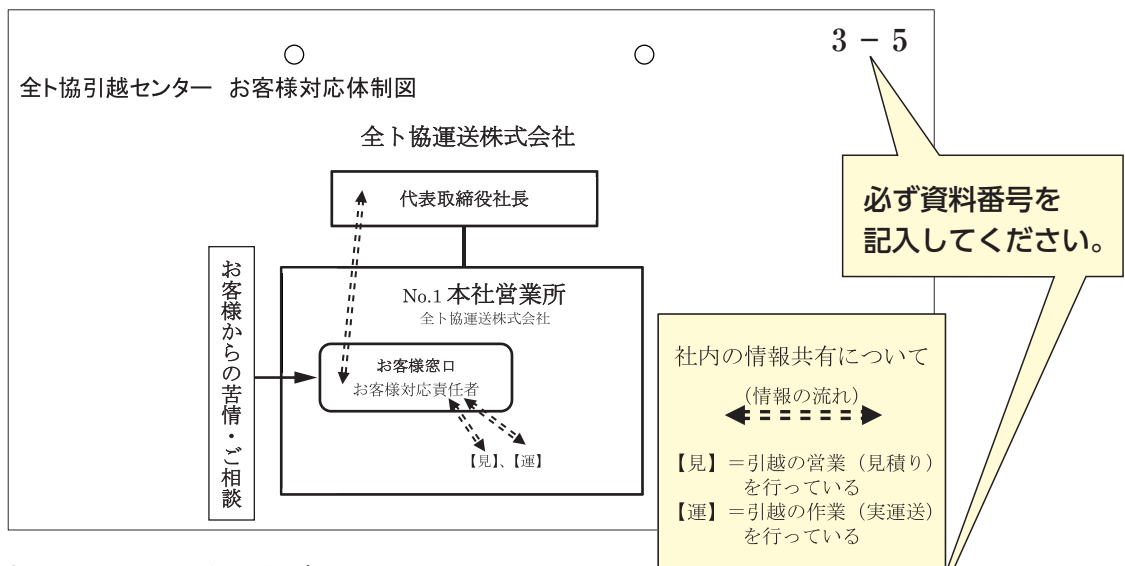 3 − 5
全ト協引越センター　お客様対応体制図
全ト協運送株式会社
代表取締役社長
必ず資料番号を
記入してください。
お客様からの苦情・ご相談
No.1 本社営業所
全ト協運送株式会社
お客様窓口
お客様対応責任者
【見】、【運】
社内の情報共有について
（情報の流れ）
【見】＝引越の営業（見積り）
を行っている
【運】＝引越の作業（実運送）
を行っている